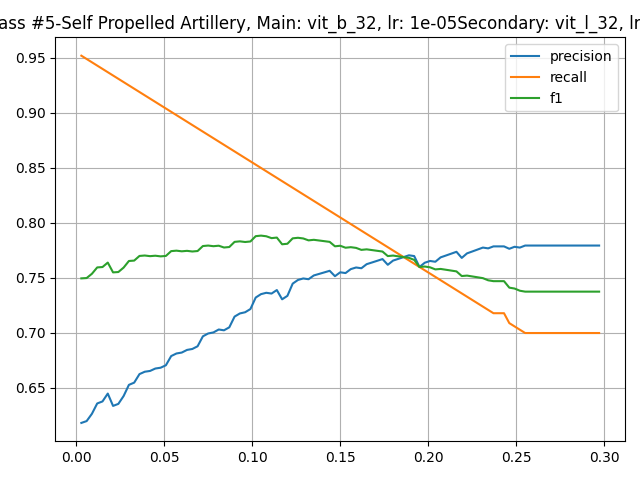 ass #5-Self Propelled Artillery, Main: vit_b_32, lr: 1e-05Secondary: vit_l_32, lr
precision
recall
f1
0.95
0.90
0.85
0.80
0.75
0.70
0.65
0.00 0.05 0.10 0.15 0.20 0.25 0.30